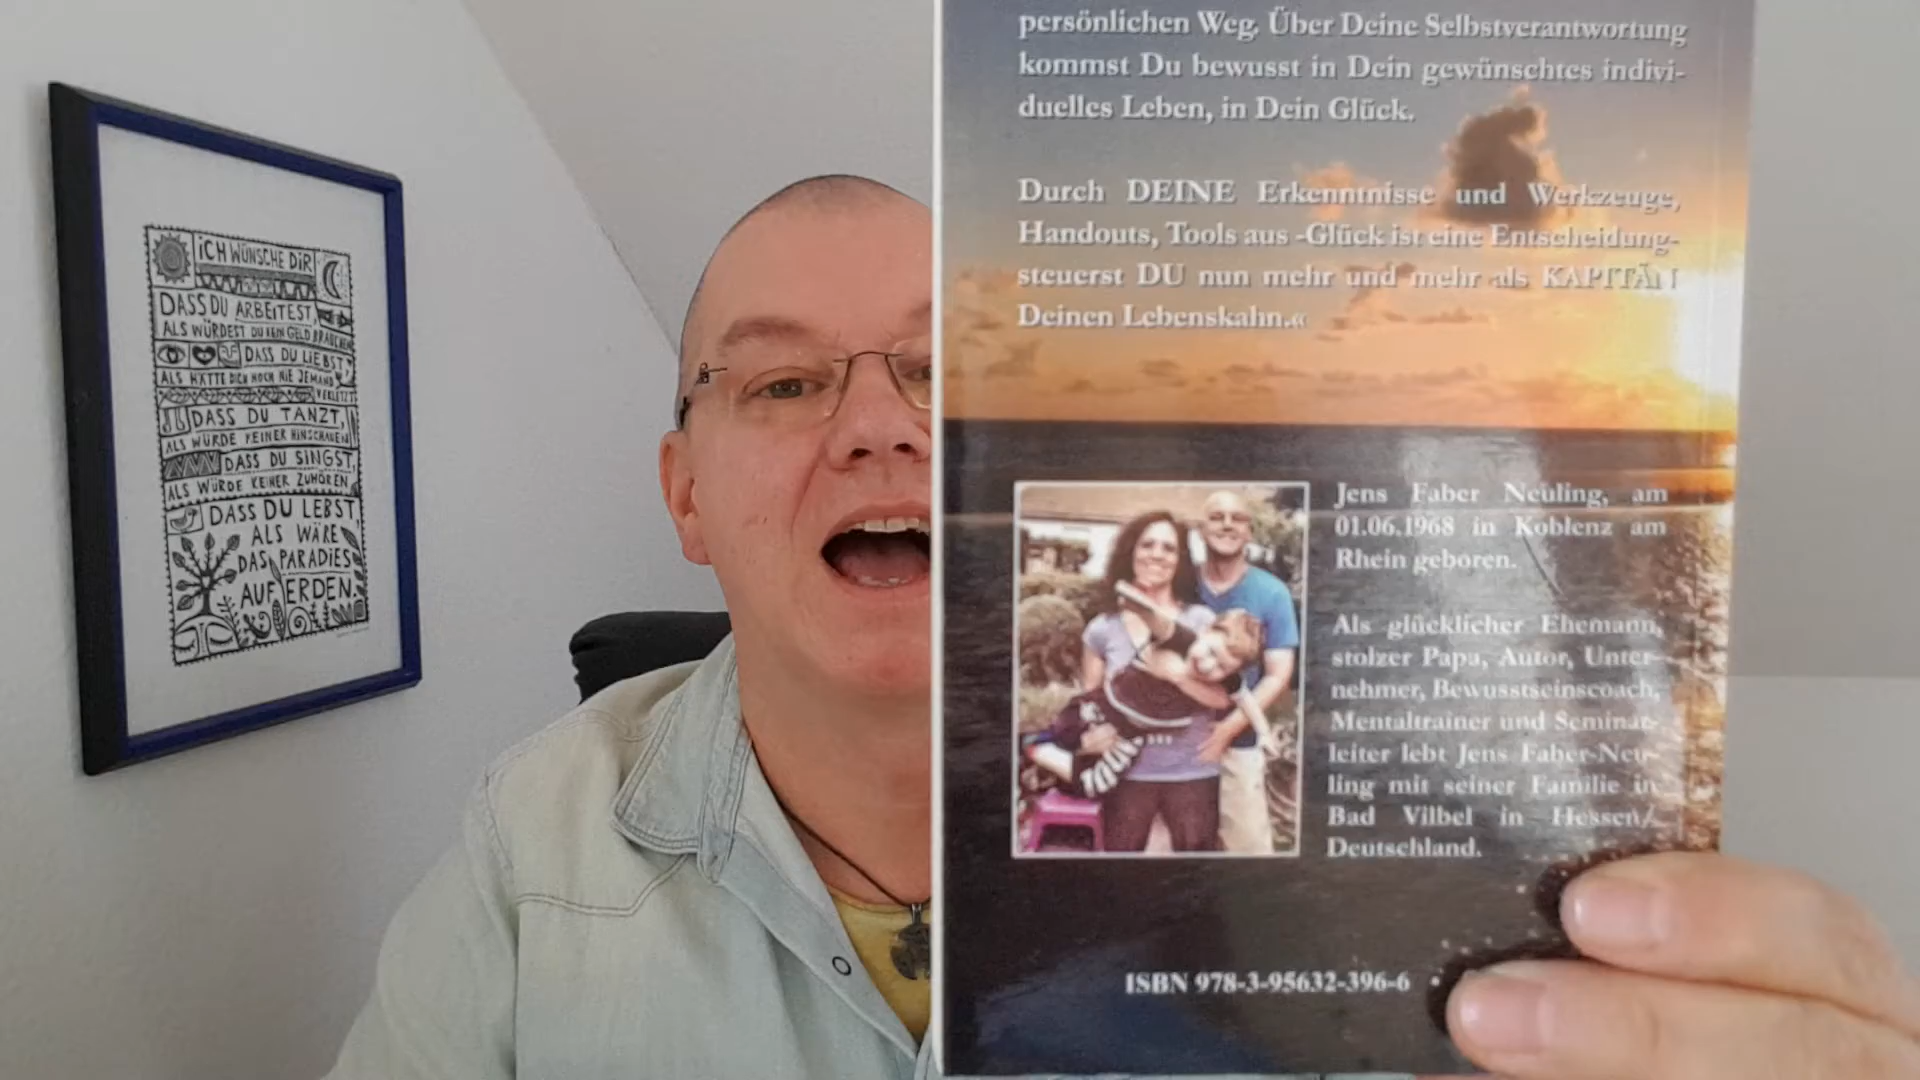 iCH WÜNSCHE DiR
DASS DU ARBEiTEST,
ALS WÜRDEST DU KEIN GELD BRAUCHEN
DASS DU LiEBST,
ALS HÄTTE DICH NOCH NIE JEMAND
VERLETZT
DASS DU TANZT,
ALS WÜRDE KEINER HINSCHAUEN
DASS DU SiNGST,
ALS WÜRDE KEINER ZUHÖREN
DASS DU LEBST,
ALS WÄRE
DAS PARADiES
AUF ERDEN.
persönlichen Weg. Über Deine Selbstverantwortung
kommst Du bewusst in Dein gewünschtes indivi-
duelles Leben, in Dein Glück.
Durch DEINE Erkenntnisse und Werkzeuge,
Handouts, Tools aus -Glück ist eine Entscheidung-
steuerst DU nun mehr und mehr als KAPITÄN
Deinen Lebenskahn.«
Jens Faber Neuling, am
01.06.1968 in Koblenz am
Rhein geboren.
Als glücklicher Ehemann,
stolzer Papa, Autor, Unter-
nehmer, Bewusstseinscoach,
Mentaltrainer und Seminar-
leiter lebt Jens Faber-Neu-
ling mit seiner Familie in
Bad Vilbel in Hessen/
Deutschland.
ISBN 978-3-95632-396-6